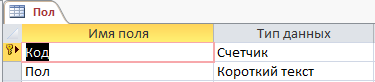 Пол
Имя поля Тип данных
Код Счетчик
Пол Короткий текст